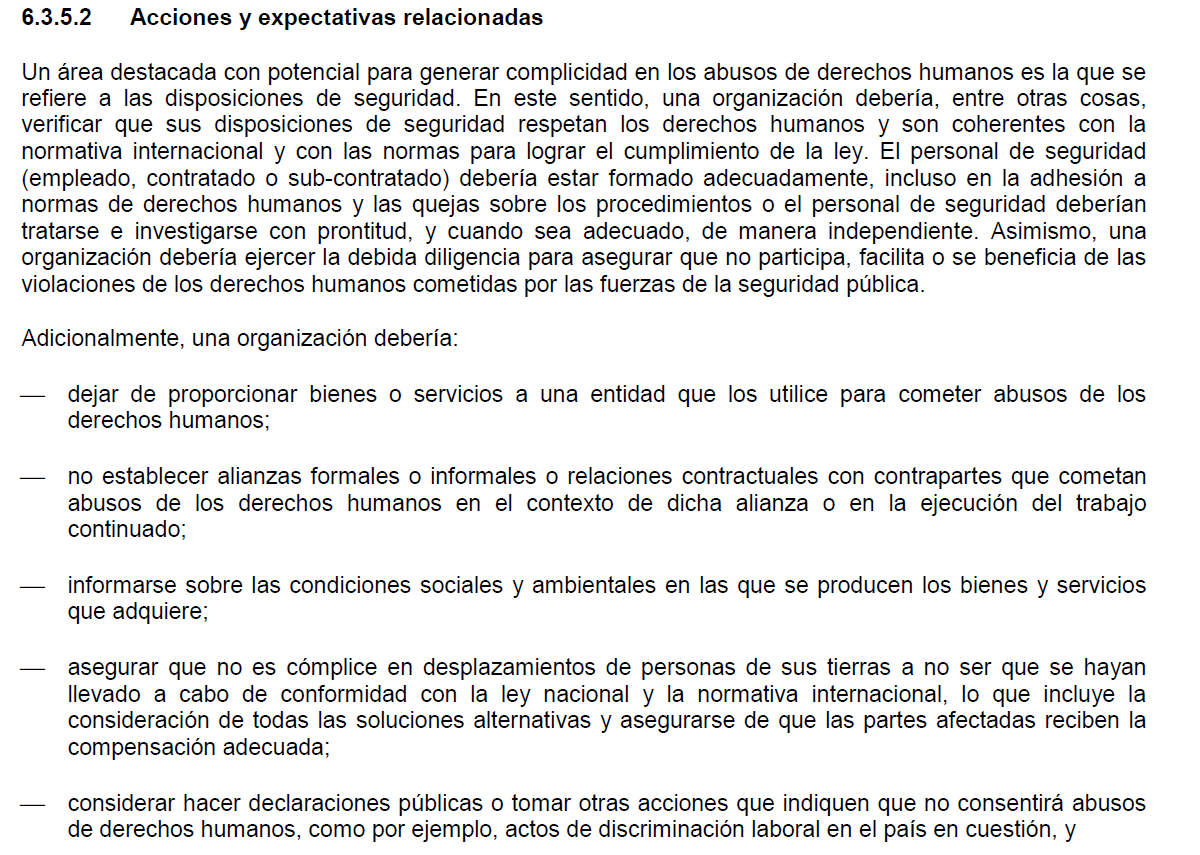 6.3.5.2 Acciones y expectativas relacionadas
Un área destacada con potencial para generar complicidad en los abusos de derechos humanos es la que se
refiere a las disposiciones de seguridad. En este sentido, una organización debería, entre otras cosas,
verificar que sus disposiciones de seguridad respetan los derechos humanos y son coherentes con la
normativa internacional y con las normas para lograr el cumplimiento de la ley. El personal de seguridad
(empleado, contratado o sub-contratado) debería estar formado adecuadamente, incluso en la adhesión a
normas de derechos humanos y las quejas sobre los procedimientos o el personal de seguridad deberían
tratarse e investigarse con prontitud, y cuando sea adecuado, de manera independiente. Asimismo, una
organización debería ejercer la debida diligencia para asegurar que no participa, facilita o se beneficia de las
violaciones de los derechos humanos cometidas por las fuerzas de la seguridad pública.
Adicionalmente, una organización debería:
— dejar de proporcionar bienes o servicios a una entidad que los utilice para cometer abusos de los
derechos humanos;
— no establecer alianzas formales o informales o relaciones contractuales con contrapartes que cometan
abusos de los derechos humanos en el contexto de dicha alianza o en la ejecución del trabajo
continuado;
— informarse sobre las condiciones sociales y ambientales en las que se producen los bienes y servicios
que adquiere;
— asegurar que no es cómplice en desplazamientos de personas de sus tierras a no ser que se hayan
llevado a cabo de conformidad con la ley nacional y la normativa internacional, lo que incluye la
consideración de todas las soluciones alternativas y asegurarse de que las partes afectadas reciben la
compensación adecuada;
— considerar hacer declaraciones públicas o tomar otras acciones que indiquen que no consentirá abusos
de derechos humanos, como por ejemplo, actos de discriminación laboral en el país en cuestión, y